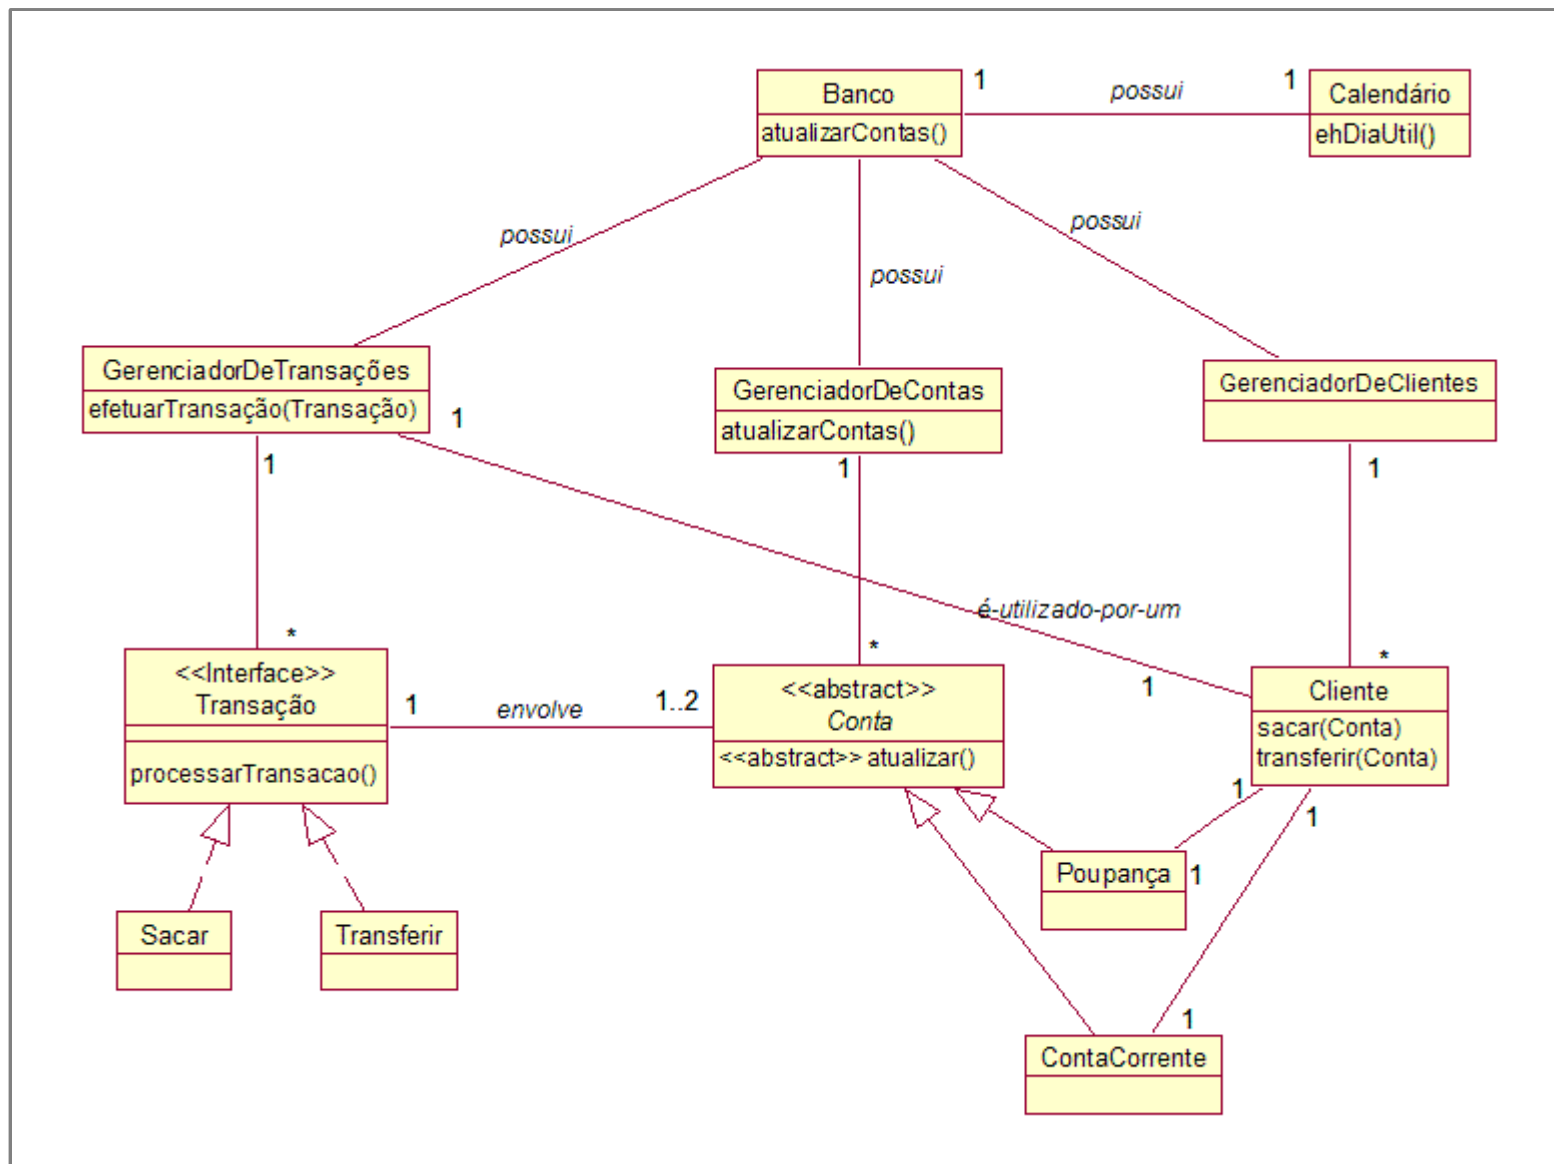 Banco
atualizarContas()
1
possui
1
Calendário
ehDiaUtil()
possui
possui
possui
GerenciadorDeTransações
efetuarTransação(Transação)
1
1
GerenciadorDeContas
atualizarContas()
1
GerenciadorDeClientes
1
é-utilizado-por-um
*
*
*
1
<<Interface>>
Transação
processarTransacao()
1
envolve
1..2
<<abstract>>
Conta
<<abstract>> atualizar()
Cliente
sacar(Conta)
transferir(Conta)
1
1
Poupança
1
Sacar
Transferir
1
ContaCorrente